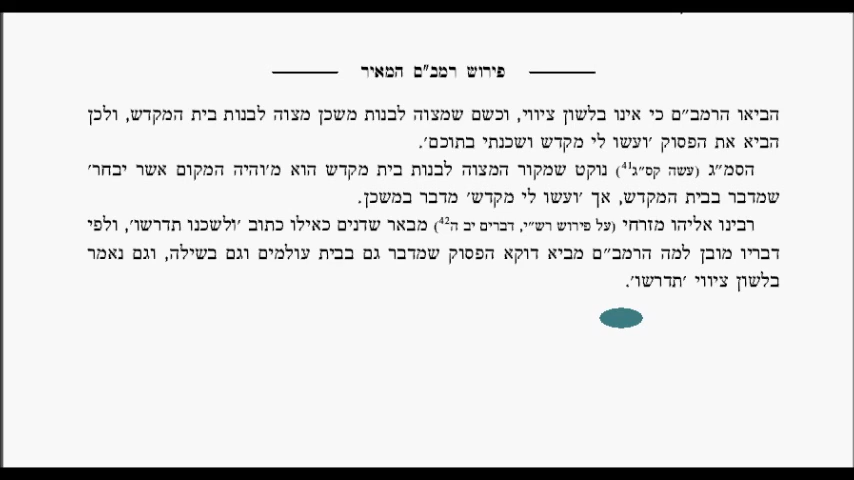 פירוש רמב״ם המאיר
הביאו הרמב״ם כי אינו בלשון ציווי, וכשם שמצוה לבנות משכן מצוה לבנות בית המקדש, ולכן
הביא את הפסוק ׳ועשו לי מקדש ושכנתי בתוכם׳.
הסמ״ג (עשה קס״ג41) נוקט שמקור המצוה לבנות בית מקדש הוא מ׳והיה המקום אשר יבחר׳
שמדבר בבית המקדש, אך ׳ועשו לי מקדש׳ מדבר במשכן.
רבינו אליהו מזרחי (על פירוש רש״י, דברים יב ה42) מבאר שדנים כאילו כתוב ׳ולשכנו תדרשו׳, ולפי
דבריו מובן למה הרמב״ם מביא דוקא הפסוק שמדבר גם בבית עולמים וגם בשילה, וגם נאמר
בלשון ציווי ׳תדרשו׳.